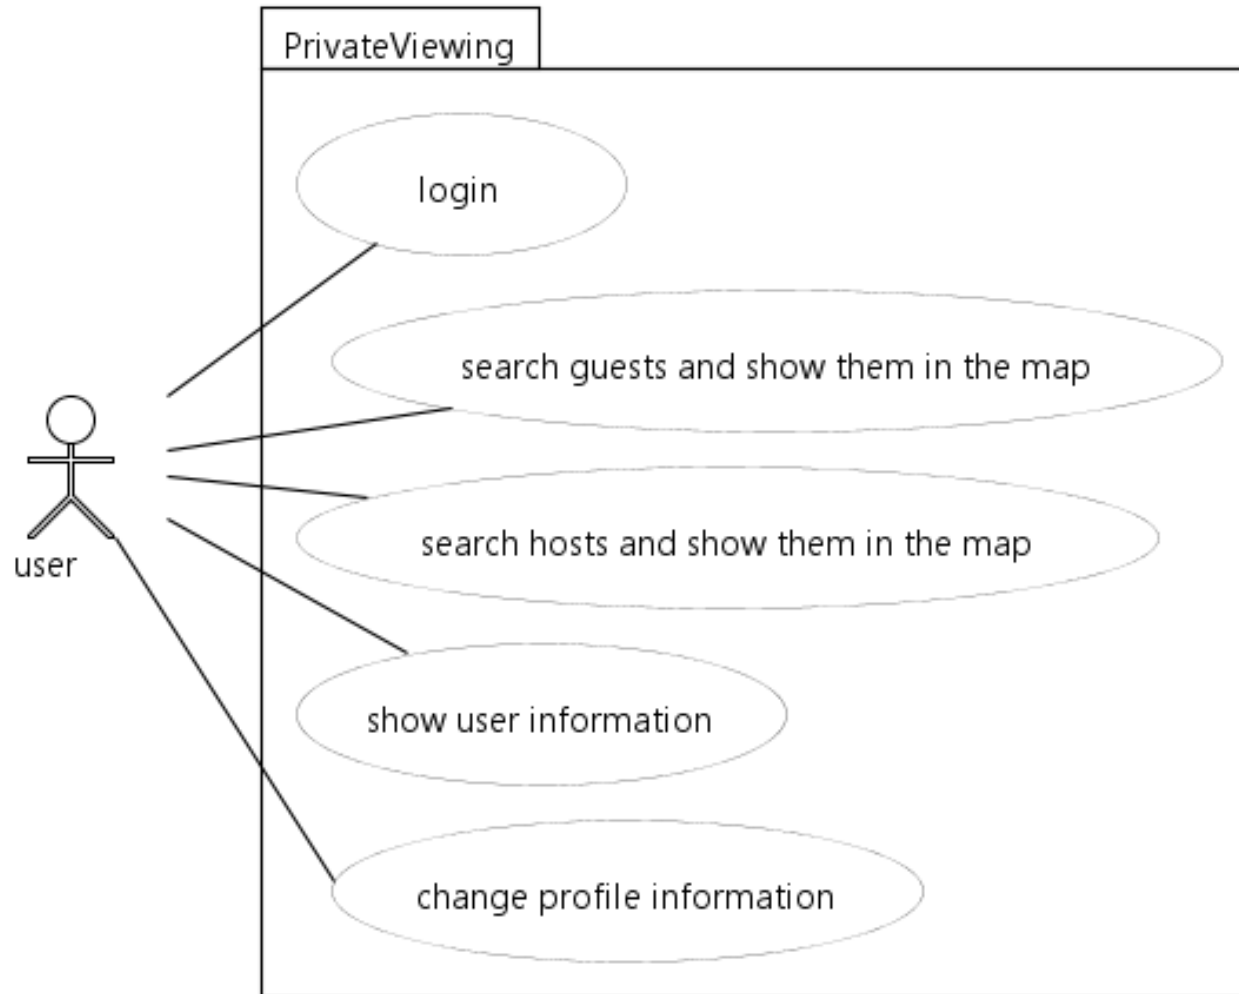 PrivateViewing
login
search guests and show them in the map
search hosts and show them in the map
user
show user information
change profile information